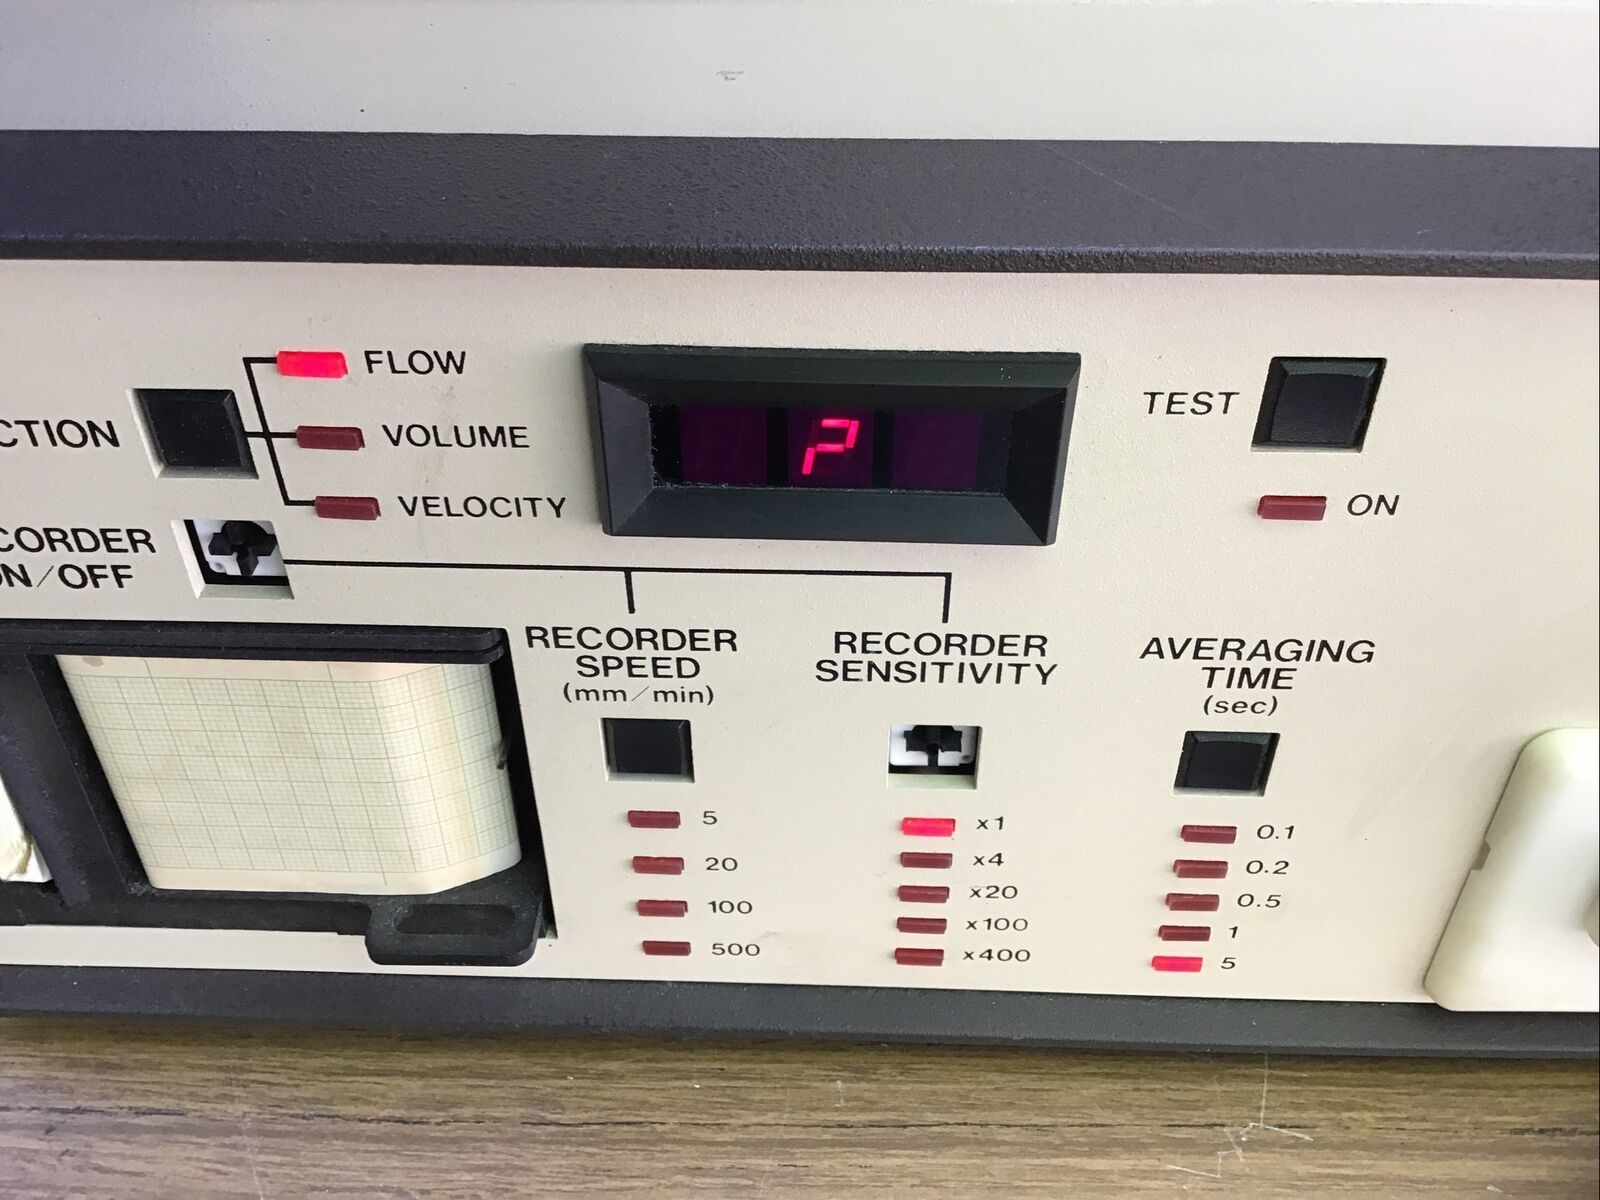 FLOW
CTION
VOLUME
VELOCITY
?
TEST
ON
CORDER
N/OFF
RECORDER
SPEED
(mm/min)
5
20
100
500
RECORDER
SENSITIVITY
x1
x4
x20
x100
x400
AVERAGING
TIME
(sec)
0.1
0.2
0.5
1
5